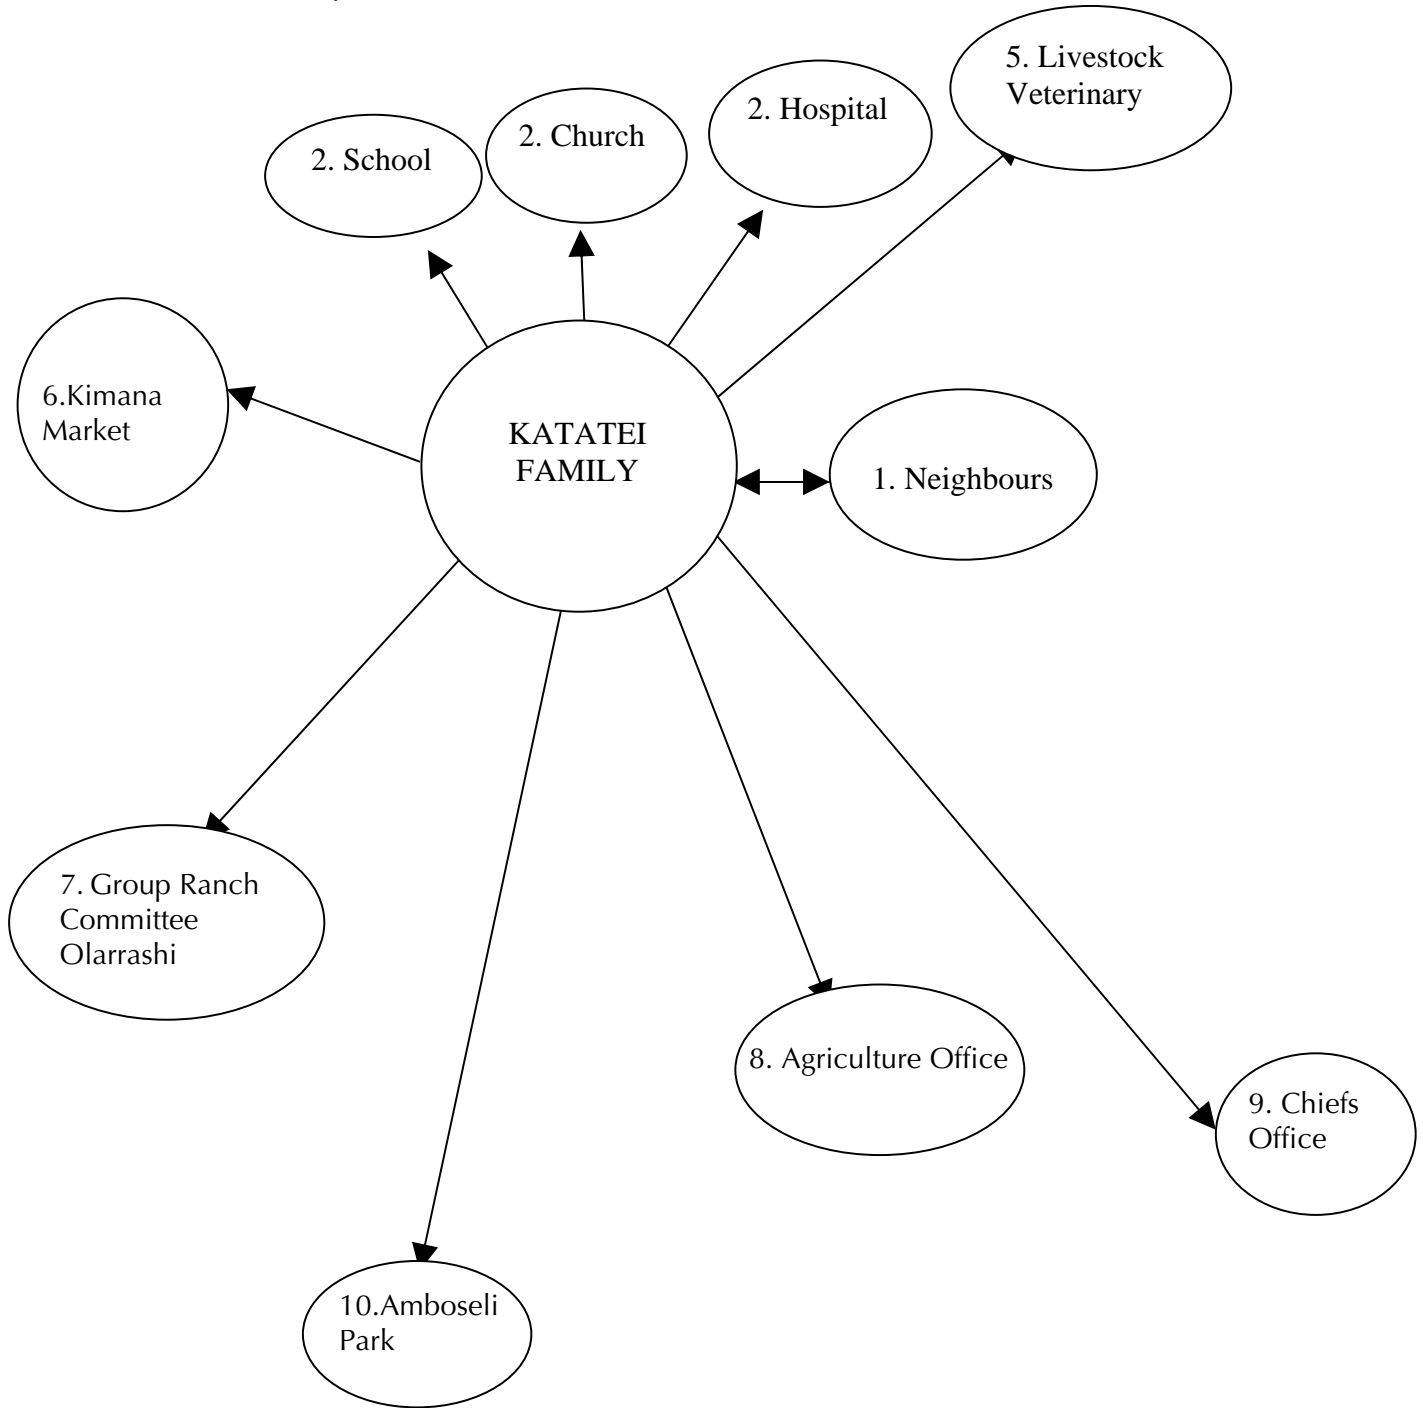 5. Livestock
Veterinary
2. Hospital
2. Church
2. School
6.Kimana
Market
KATATEI
FAMILY
1. Neighbours
7. Group Ranch
Committee
Olarrashi
8. Agriculture Office
9. Chiefs
Office
10.Amboseli
Park